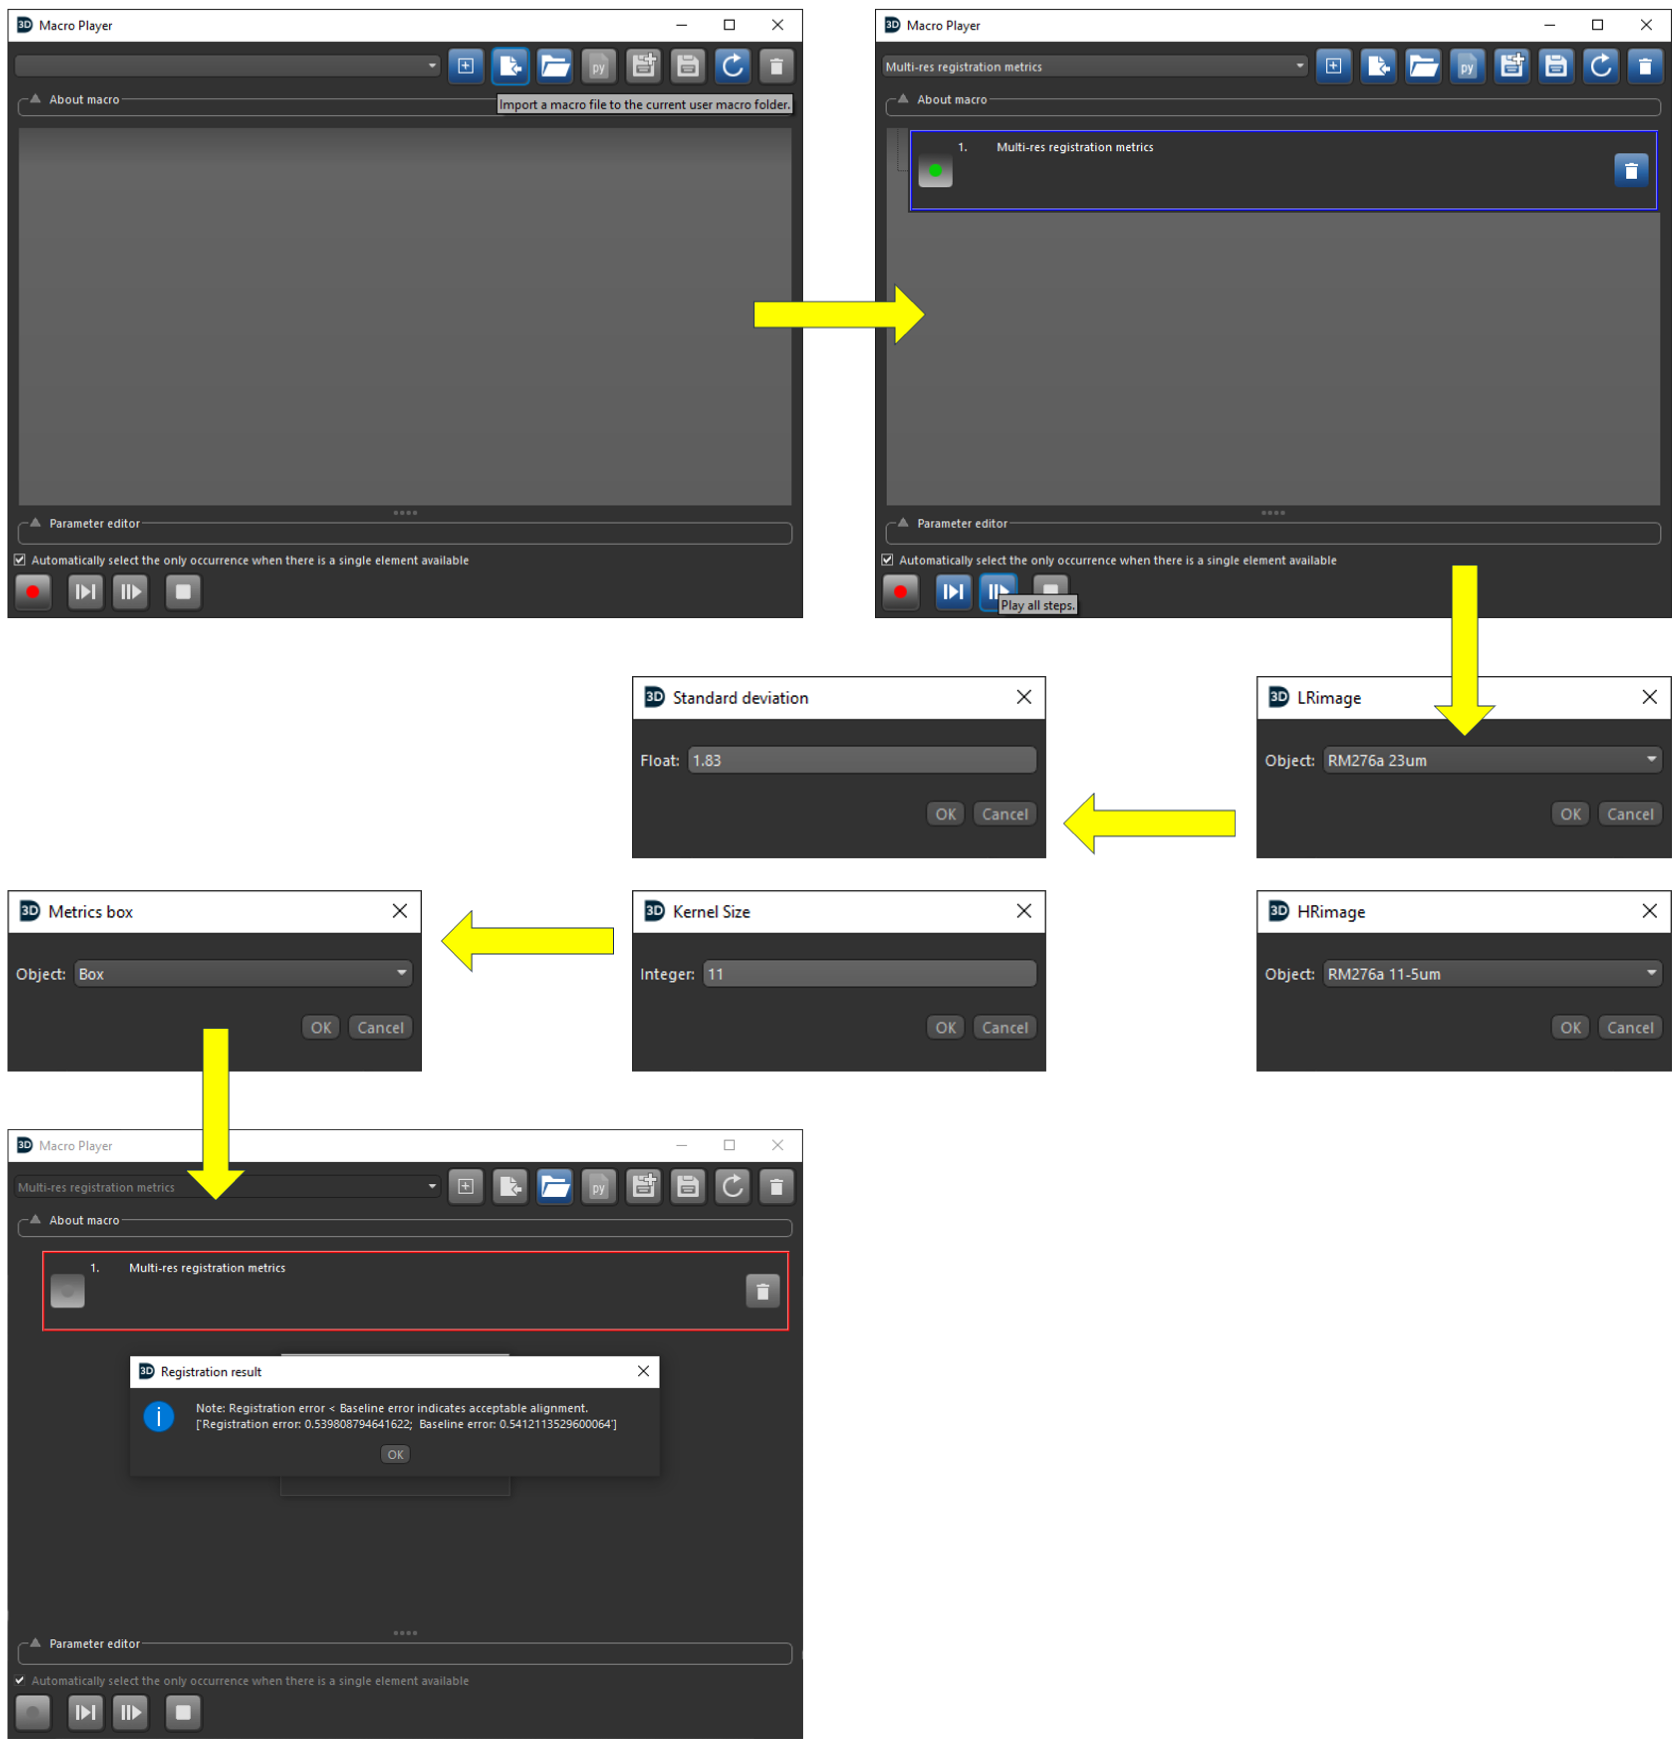 3D Macro Player
Import a macro file to the current user macro folder.
py
About macro
Parameter editor
Automatically select the only occurrence when there is a single element available
3D Macro Player
Multi-res registration metrics
py
About macro
1. Multi-res registration metrics
Parameter editor
Automatically select the only occurrence when there is a single element available
Play all steps.
3D LRimage
Object: RM276a 23um
OK Cancel
3D HRimage
Object: RM276a 11-5um
OK Cancel
3D Standard deviation
Float: 1.83
OK Cancel
3D Kernel Size
Integer: 11
OK Cancel
3D Metrics box
Object: Box
OK Cancel
3D Macro Player
Multi-res registration metrics
py
About macro
1. Multi-res registration metrics
3D Registration result
Note: Registration error < Baseline error indicates acceptable alignment.
['Registration error: 0.539808794641622; Baseline error: 0.5412113529600064']
OK
Parameter editor
Automatically select the only occurrence when there is a single element available